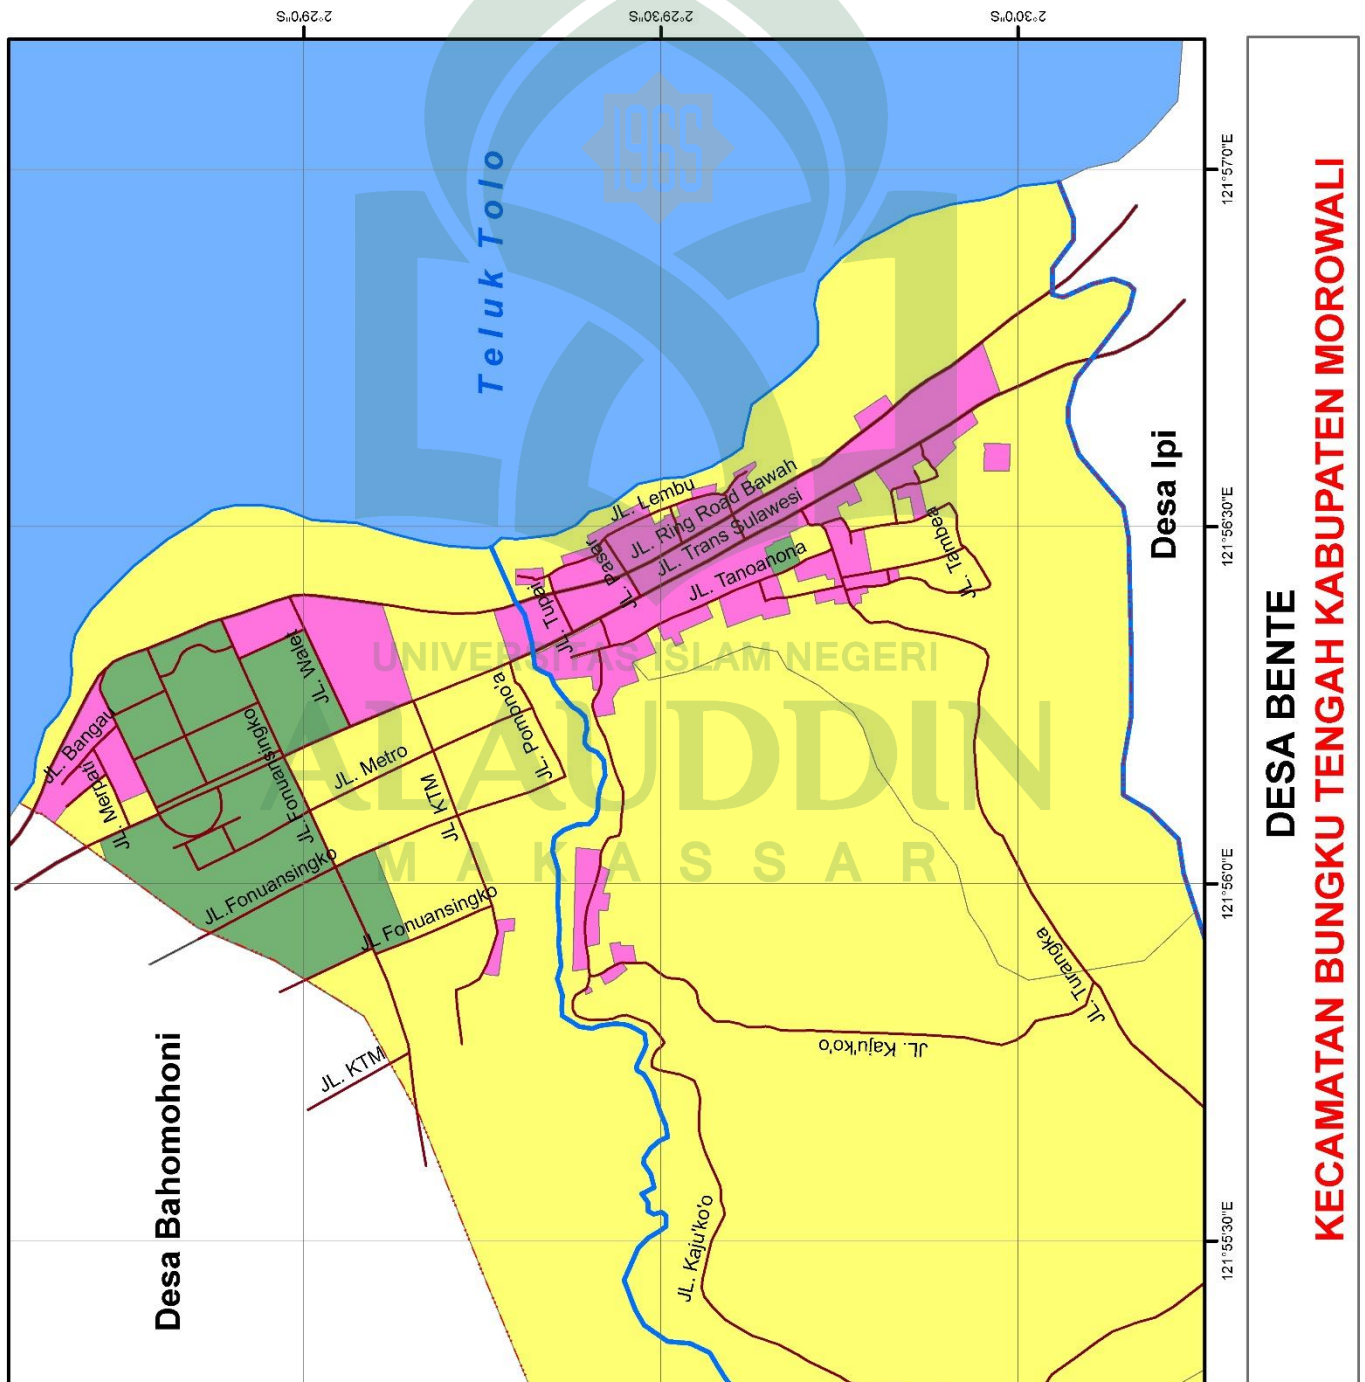 2°29'0"S
2°29'30"S
2°30'0"S
121°57'0"E
121°56'30"E
121°56'0"E
121°55'30"E
1965
Teluk Tolo
Desa Ipi
Desa Bahomohoni
JL. Lembu
JL. Ring Road Bawah
JL. Trans Sulawesi
JL. Pasar
JL. Tanoanona
JL. Tupai
JL. Tambea
JL. Walet
JL. Bangau
JL. Merpati
JL. Fonuansingko
JL. Metro
JL. Pombno'a
JL KTM
JL.Fonuansingko
JL Fonuansingko
JL. KTM
JL. Turangka
JL. Kaju'ko'o
JL. Kaju'ko'o
UNIVERSITAS ISLAM NEGERI
ALAUDDIN
MAKASSAR
DESA BENTE
KECAMATAN BUNGKU TENGAH KABUPATEN MOROWALI